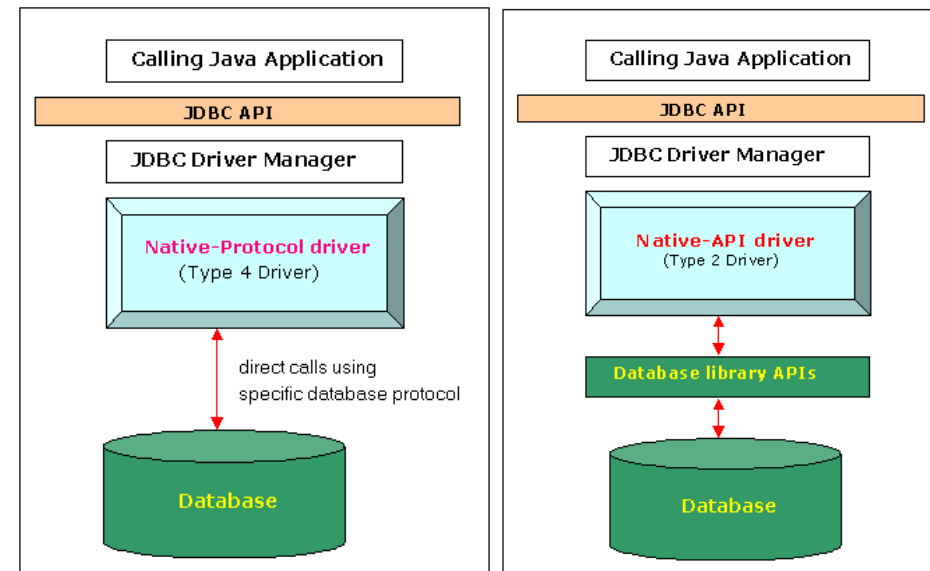 Calling Java Application
JDBC API
JDBC Driver Manager
Native-Protocol driver
(Type 4 Driver)
direct calls using
specific database protocol
Database
Calling Java Application
JDBC API
JDBC Driver Manager
Native-API driver
(Type 2 Driver)
Database library APIs
Database